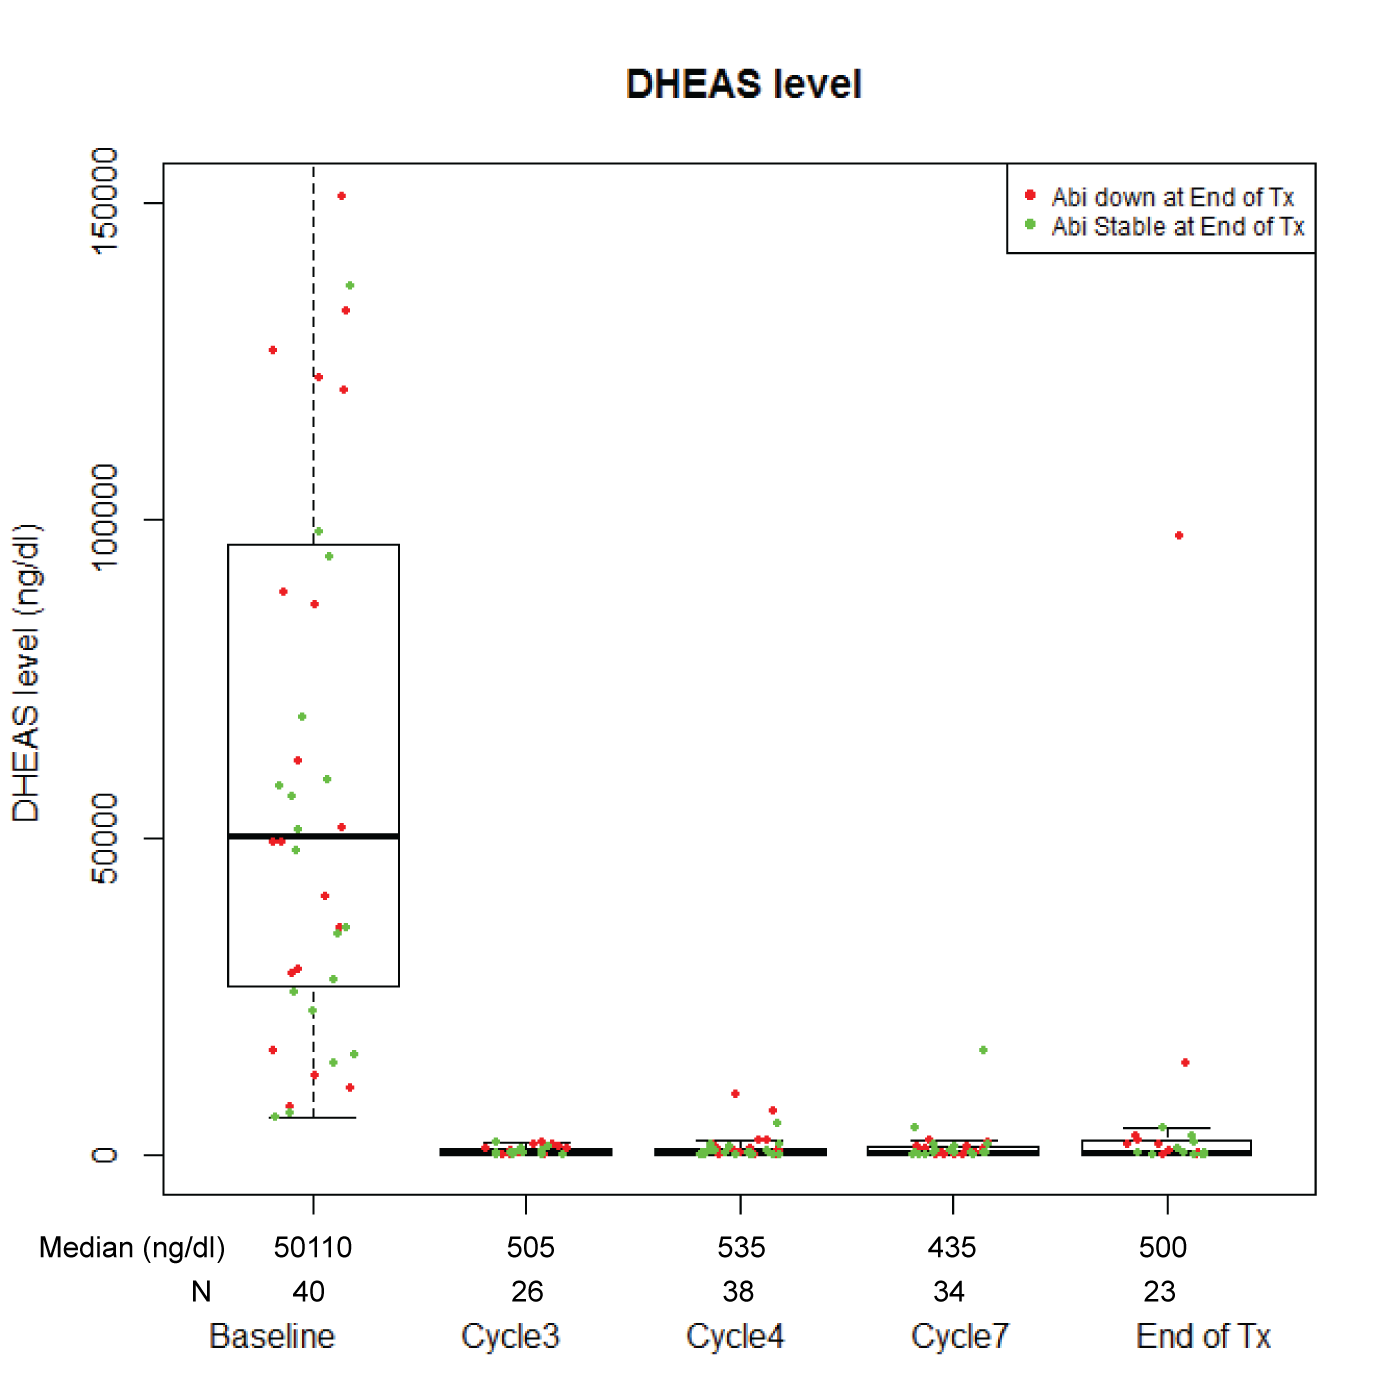 DHEAS level
Abi down at End of Tx
Abi Stable at End of Tx
DHEAS level (ng/dl)
150000
100000
50000
0
Median (ng/dl) 50110 505 535 435 500
N 40 26 38 34 23
Baseline Cycle3 Cycle4 Cycle7 End of Tx